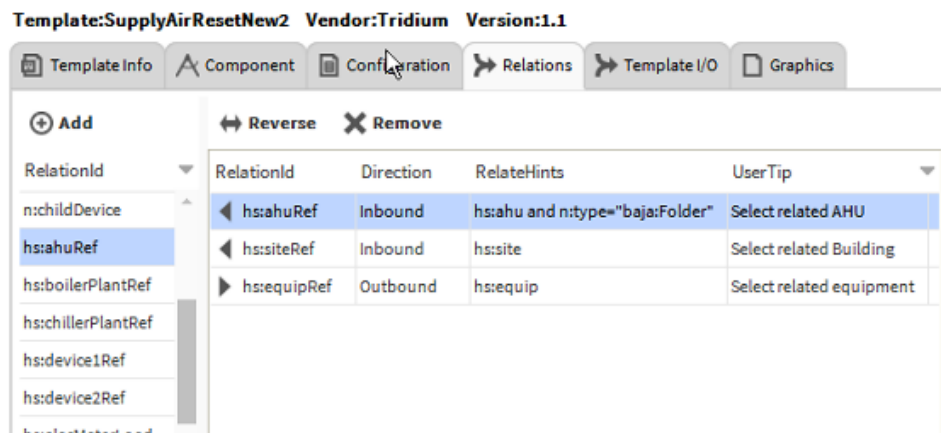 Template:SupplyAirResetNew2 Vendor:Tridium Version:1.1
Template Info Component Configuration Relations Template I/O Graphics
Add Reverse Remove
RelationId RelationId Direction RelateHints UserTip
n:childDevice hs:ahuRef Inbound hs:ahu and n:type="baja:Folder" Select related AHU
hs:ahuRef hs:siteRef Inbound hs:site Select related Building
hs:boilerPlantRef hs:equipRef Outbound hs:equip Select related equipment
hs:chillerPlantRef
hs:device1Ref
hs:device2Ref